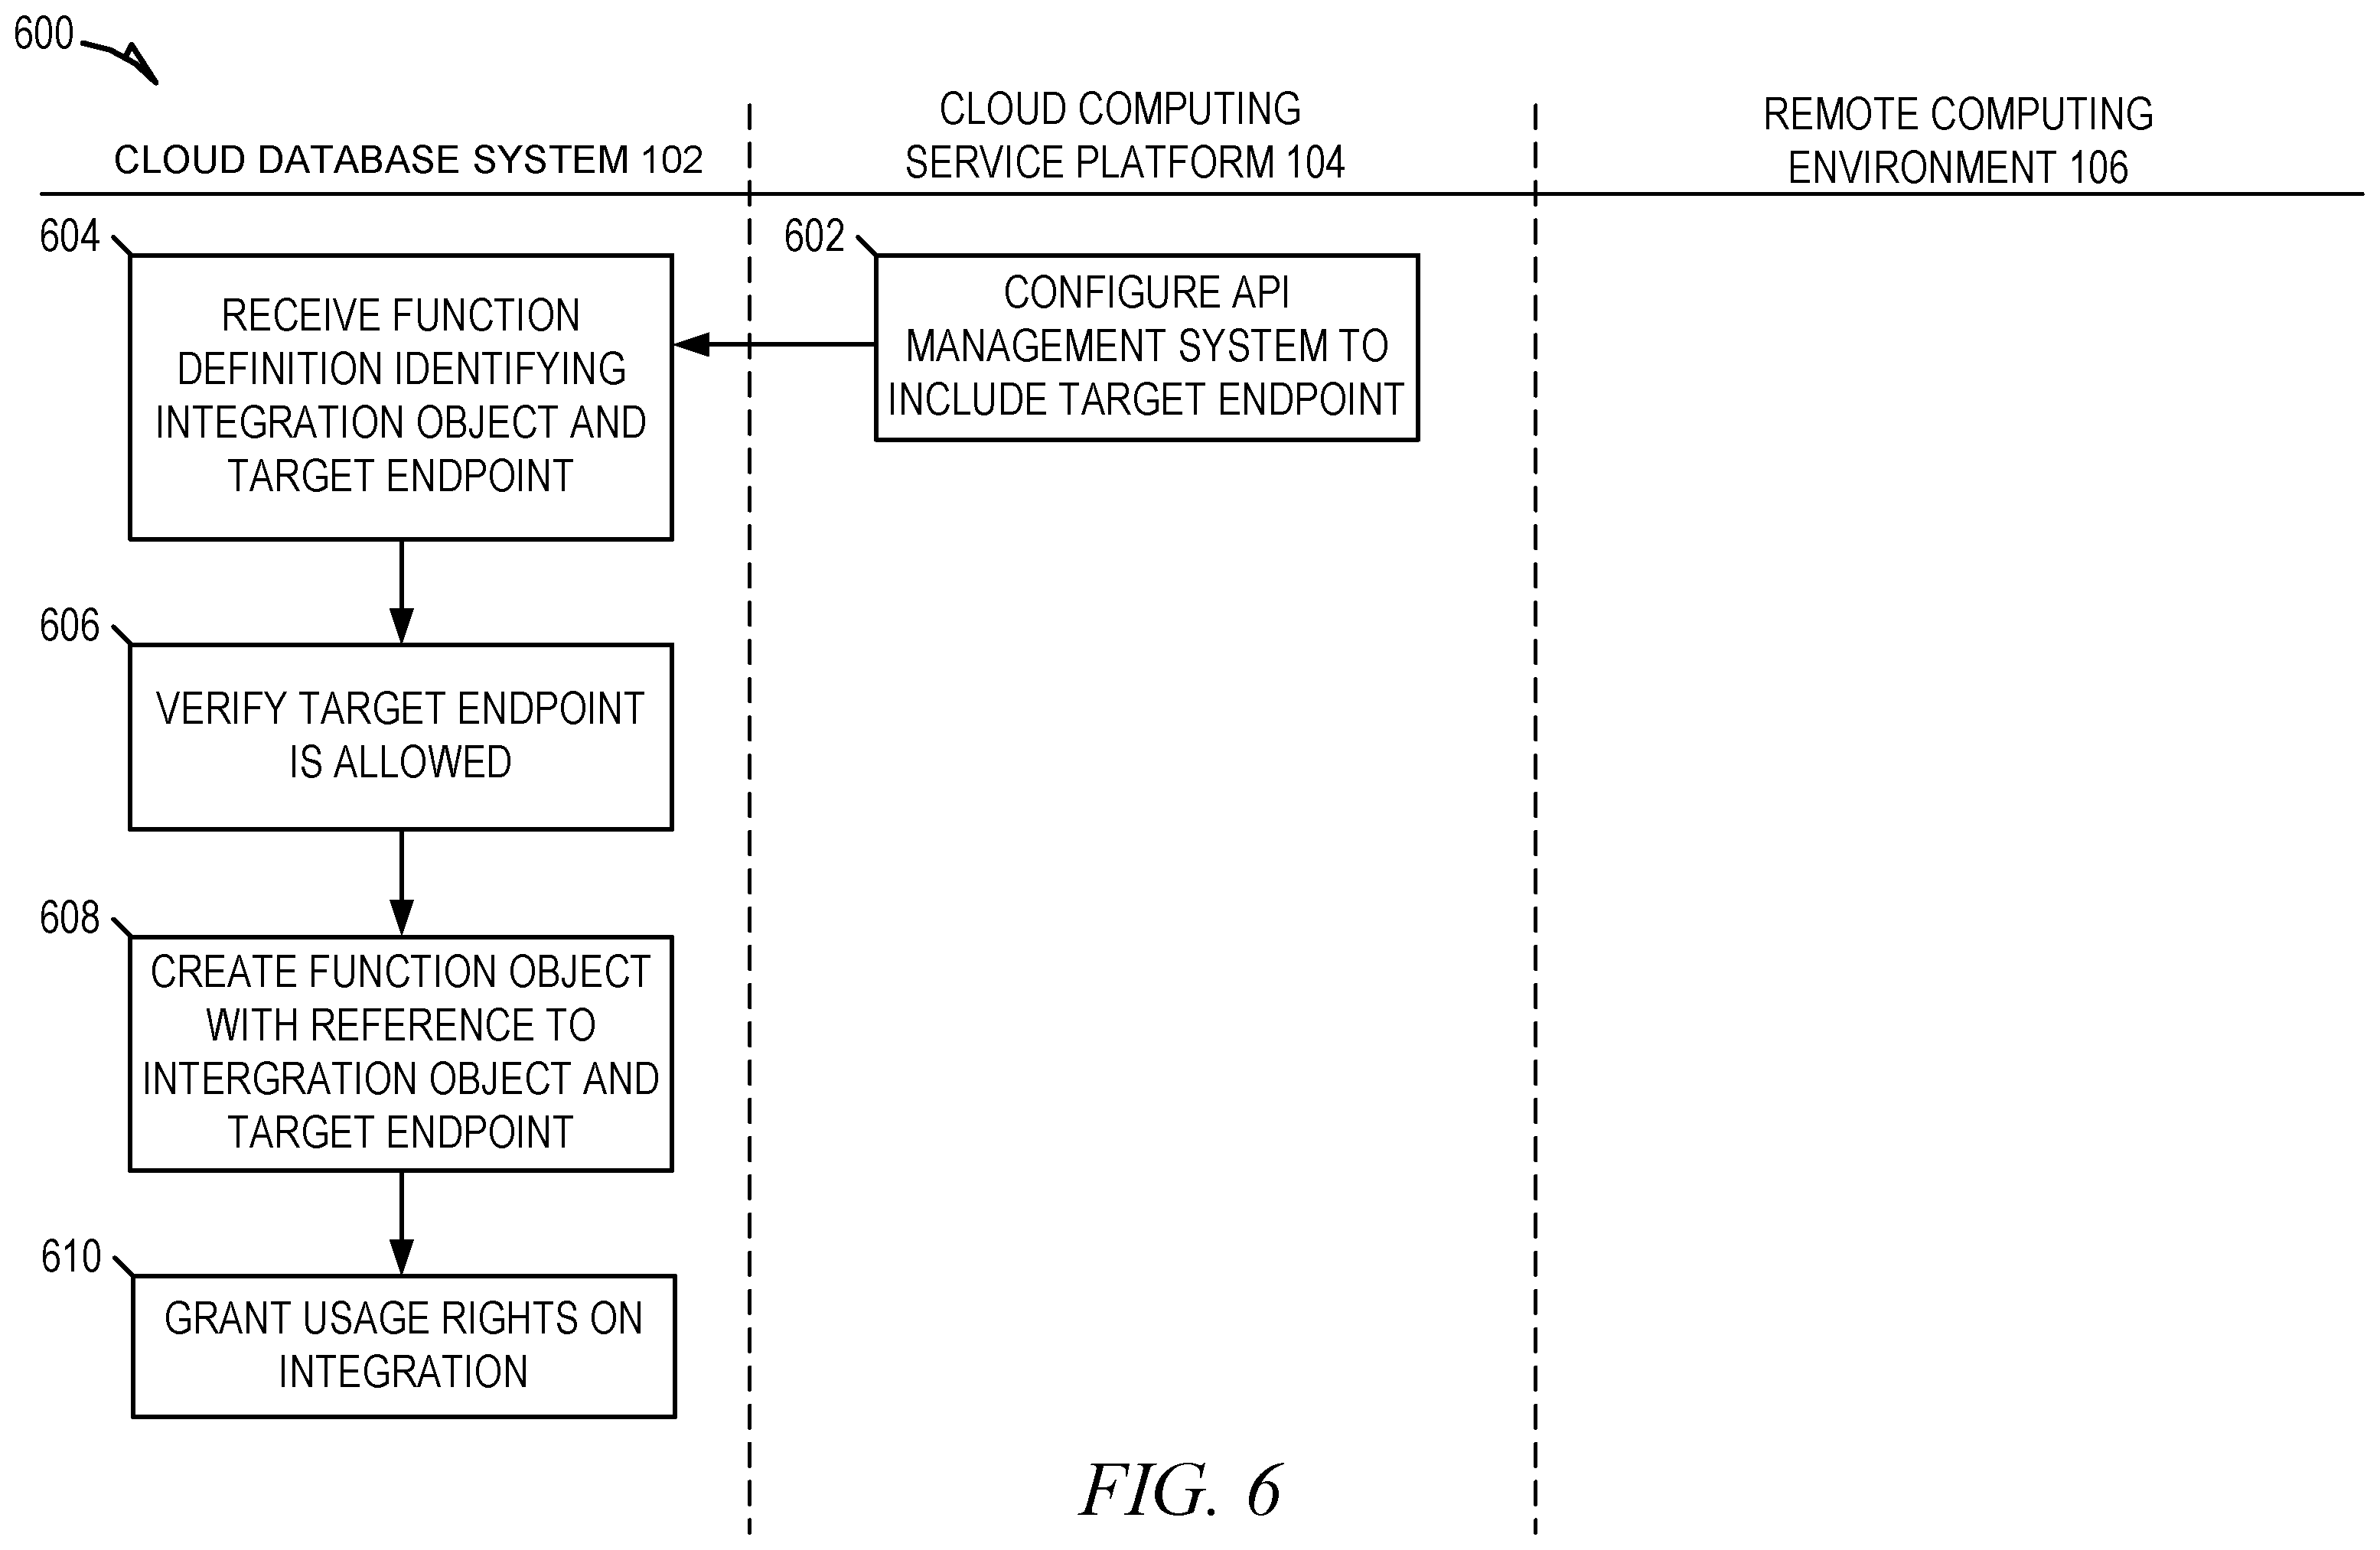 600
CLOUD DATABASE SYSTEM 102
CLOUD COMPUTING
SERVICE PLATFORM 104
REMOTE COMPUTING
ENVIRONMENT 106
604
RECEIVE FUNCTION
DEFINITION IDENTIFYING
INTEGRATION OBJECT AND
TARGET ENDPOINT
602
CONFIGURE API
MANAGEMENT SYSTEM TO
INCLUDE TARGET ENDPOINT
606
VERIFY TARGET ENDPOINT
IS ALLOWED
608
CREATE FUNCTION OBJECT
WITH REFERENCE TO
INTERGRATION OBJECT AND
TARGET ENDPOINT
610
GRANT USAGE RIGHTS ON
INTEGRATION
FIG. 6